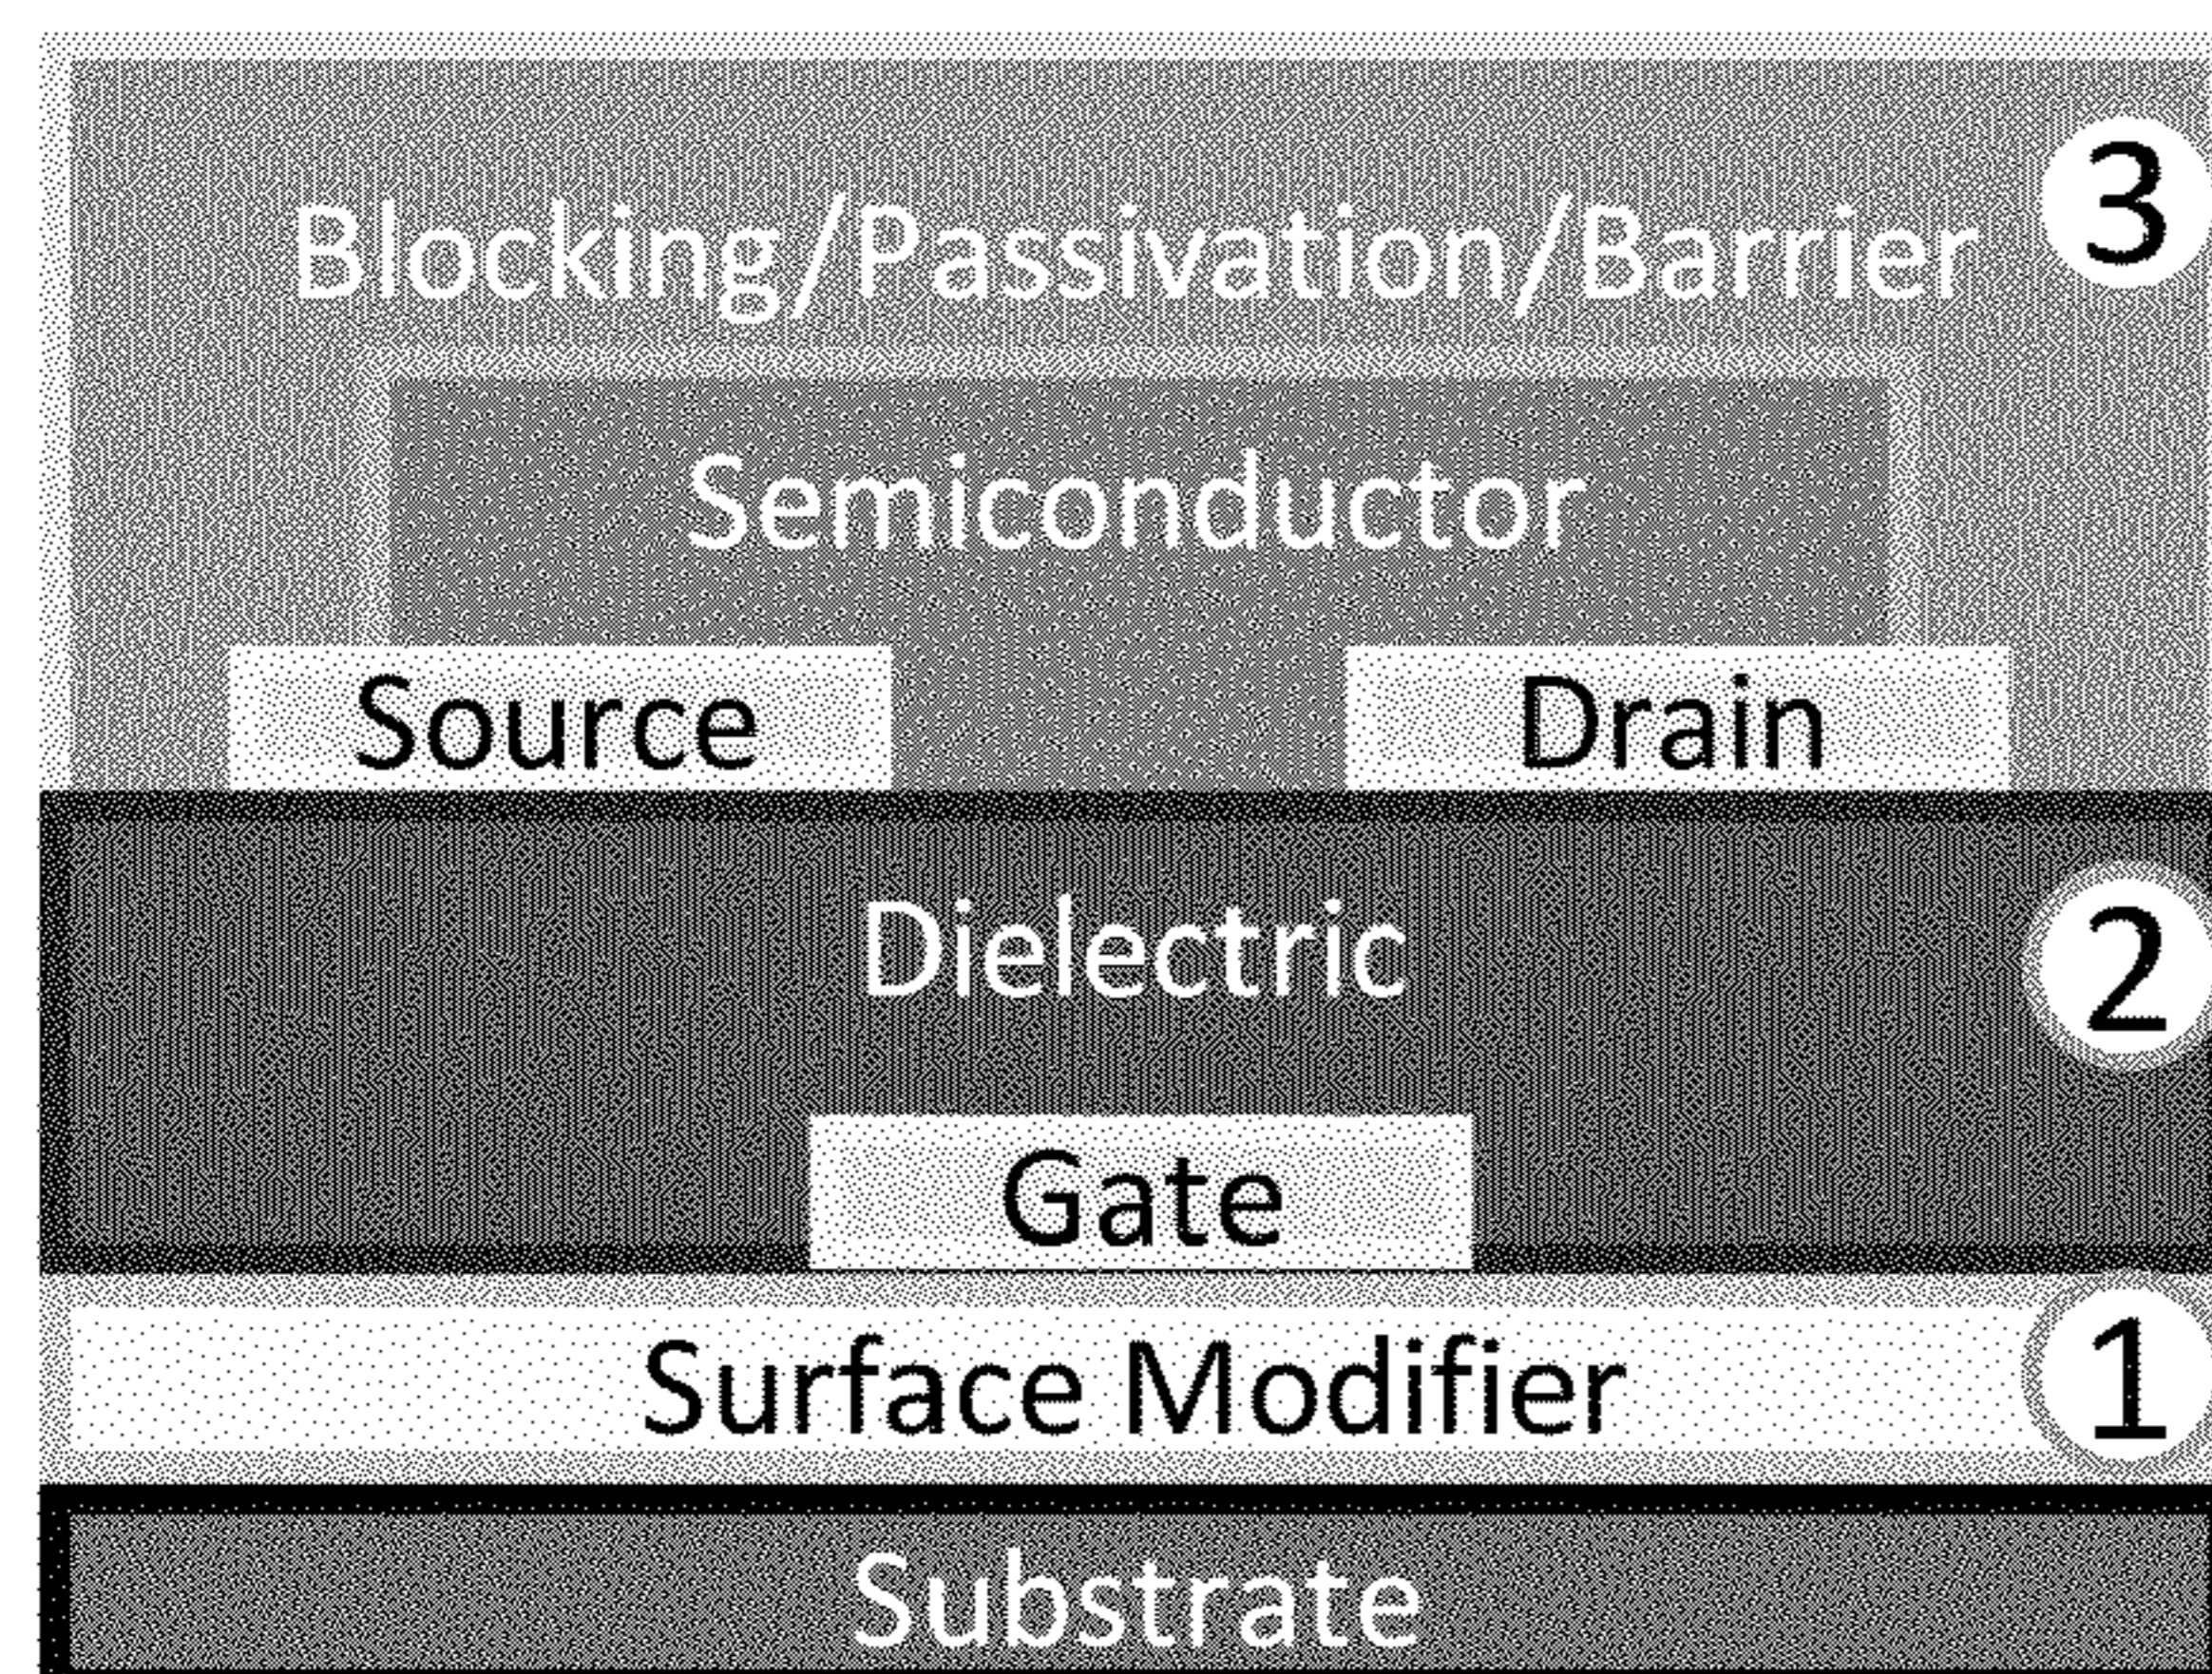 3
Blocking/Passivation/Barrier
Semiconductor
Source Drain
Dielectric
2
Gate
Surface Modifier
1
Substrate